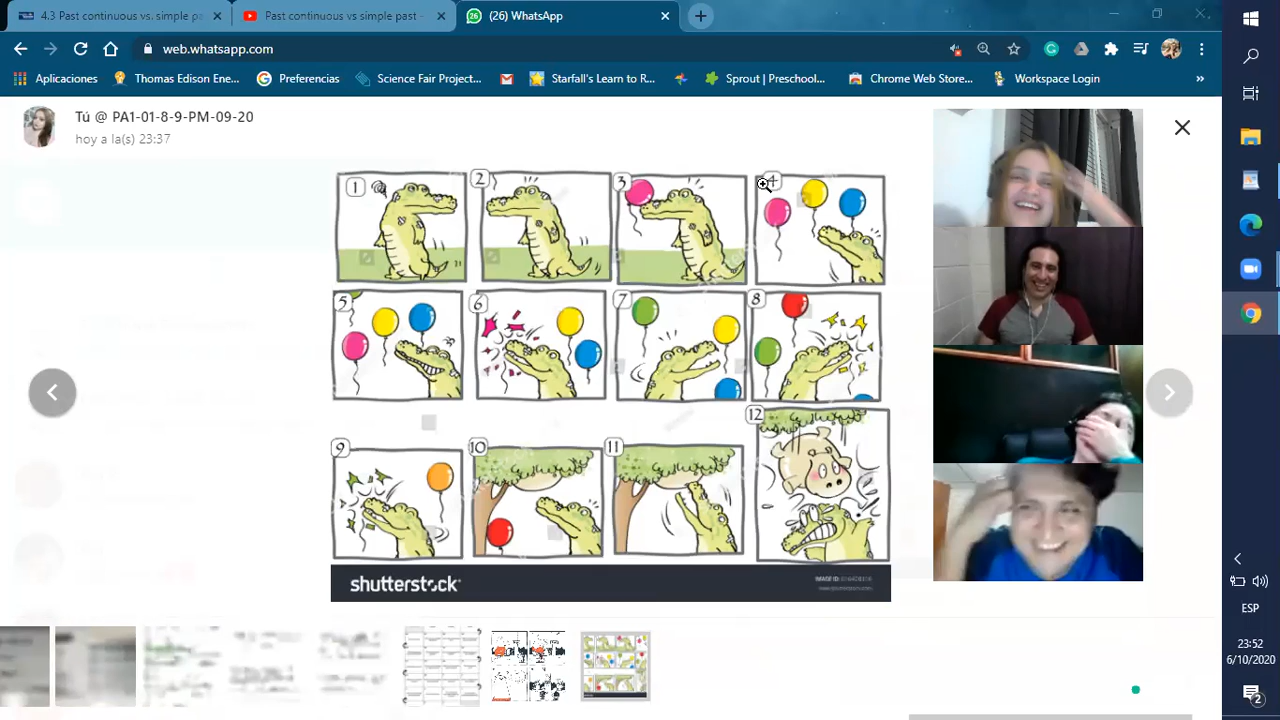 4.3 Past continuous vs simple pa
Past continuous vs simple past -
(26) WhatsApp
web.whatsapp.com
Aplicaciones
Thomas Edison Ene...
Preferencias
Science Fair Project...
Starfall's Learn to R...
Sprout | Preschool...
Chrome Web Store...
Workspace Login
»
Tú @ PA1-01-8-9-PM-09-20
hoy a la(s) 23:37
1
2
3
4
5
6
7
8
9
10
11
12
shutterstock
ESP
23:52
6/10/2020
2